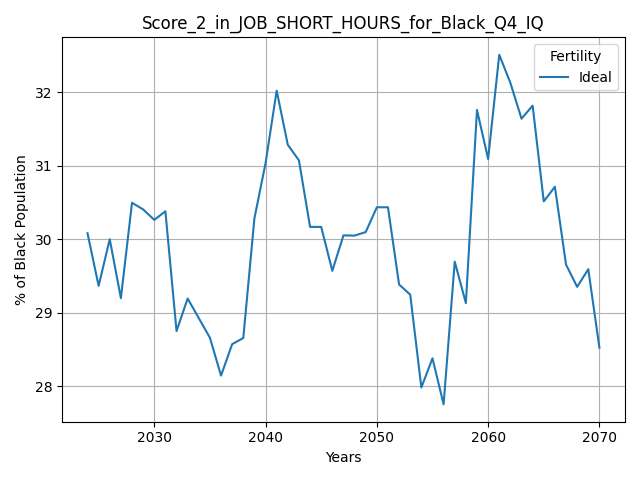 Score_2_in_JOB_SHORT_HOURS_for_Black_Q4_IQ
Fertility
Ideal
% of Black Population
32
31
30
29
28
2030 2040 2050 2060 2070
Years